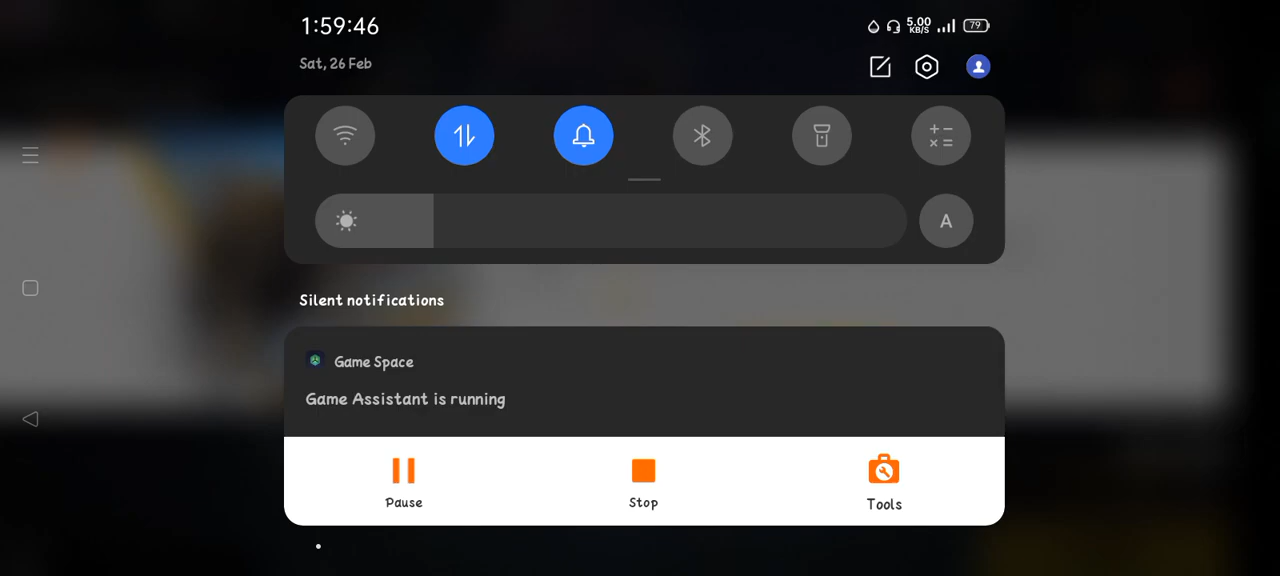 1:59:46
5.00
KB/S
79
Sat, 26 Feb
A
Silent notifications
Game Space
Game Assistant is running
Pause
Stop
Tools